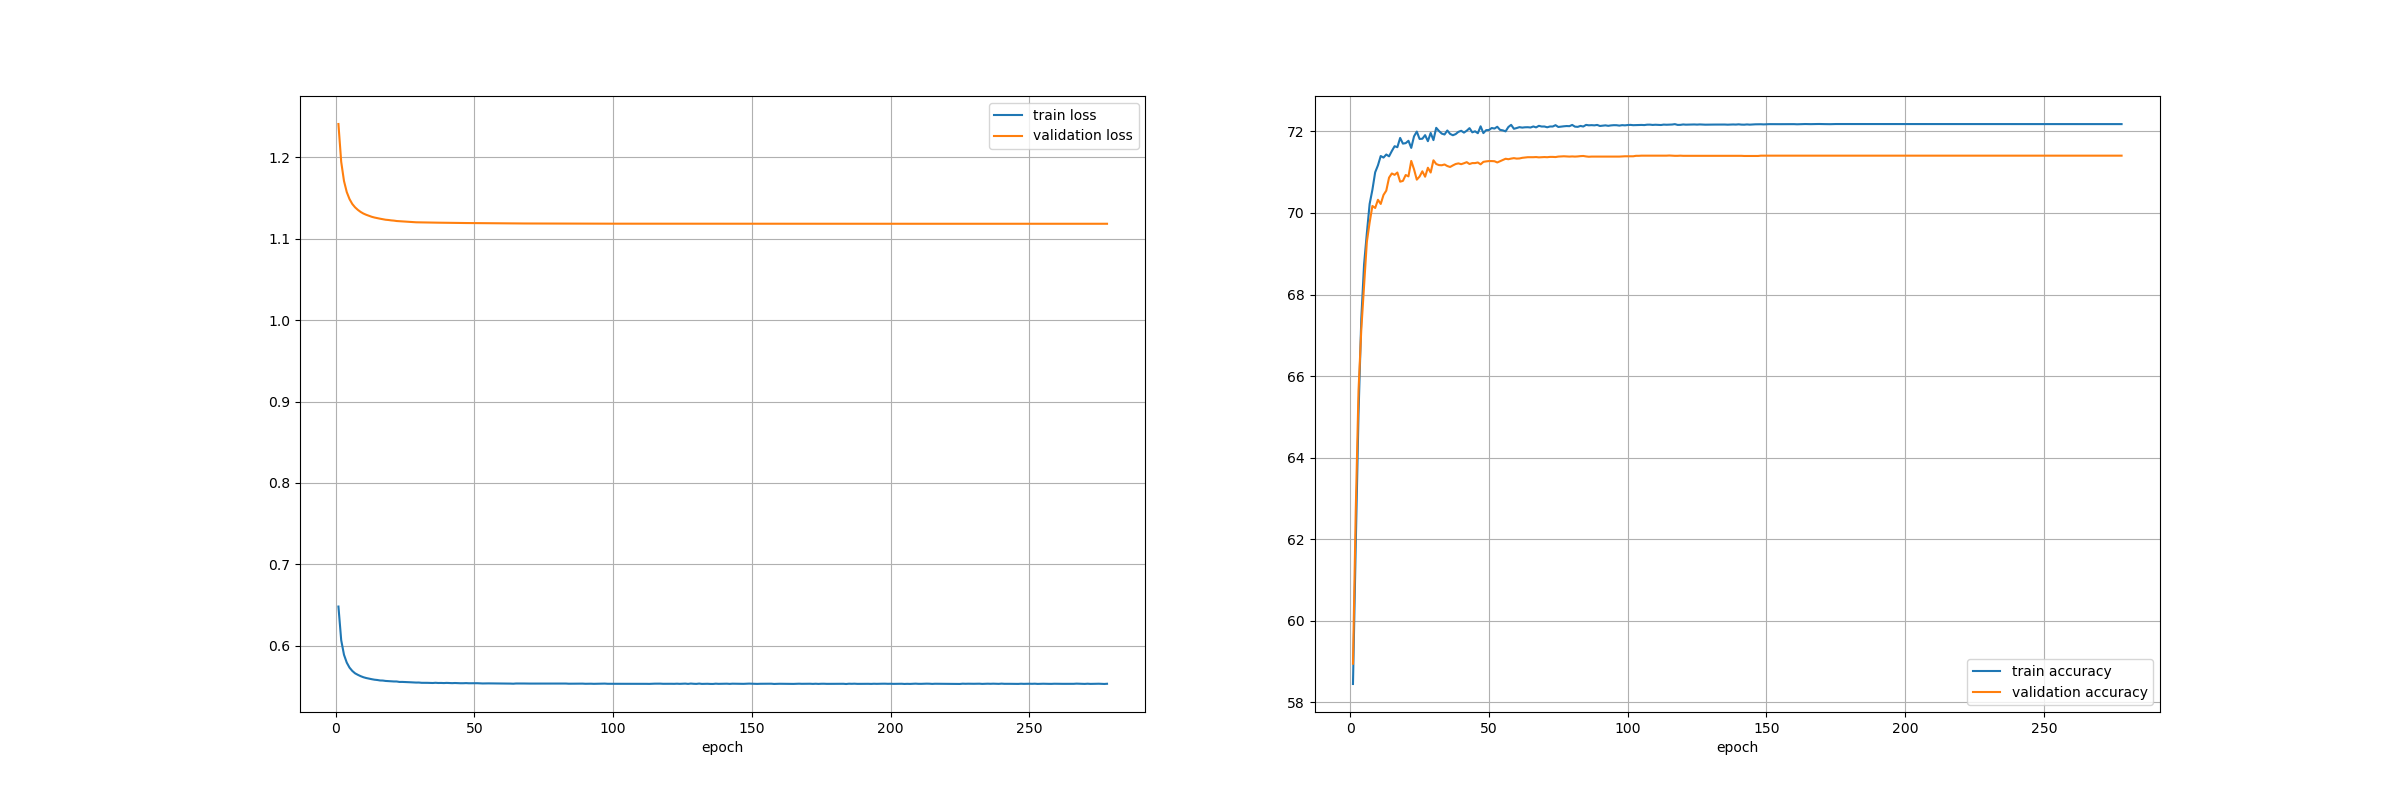 train loss
validation loss
1.2
1.1
1.0
0.9
0.8
0.7
0.6
0 50 100 150 200 250
epoch
72
70
68
66
64
62
60
58
train accuracy
validation accuracy
0 50 100 150 200 250
epoch